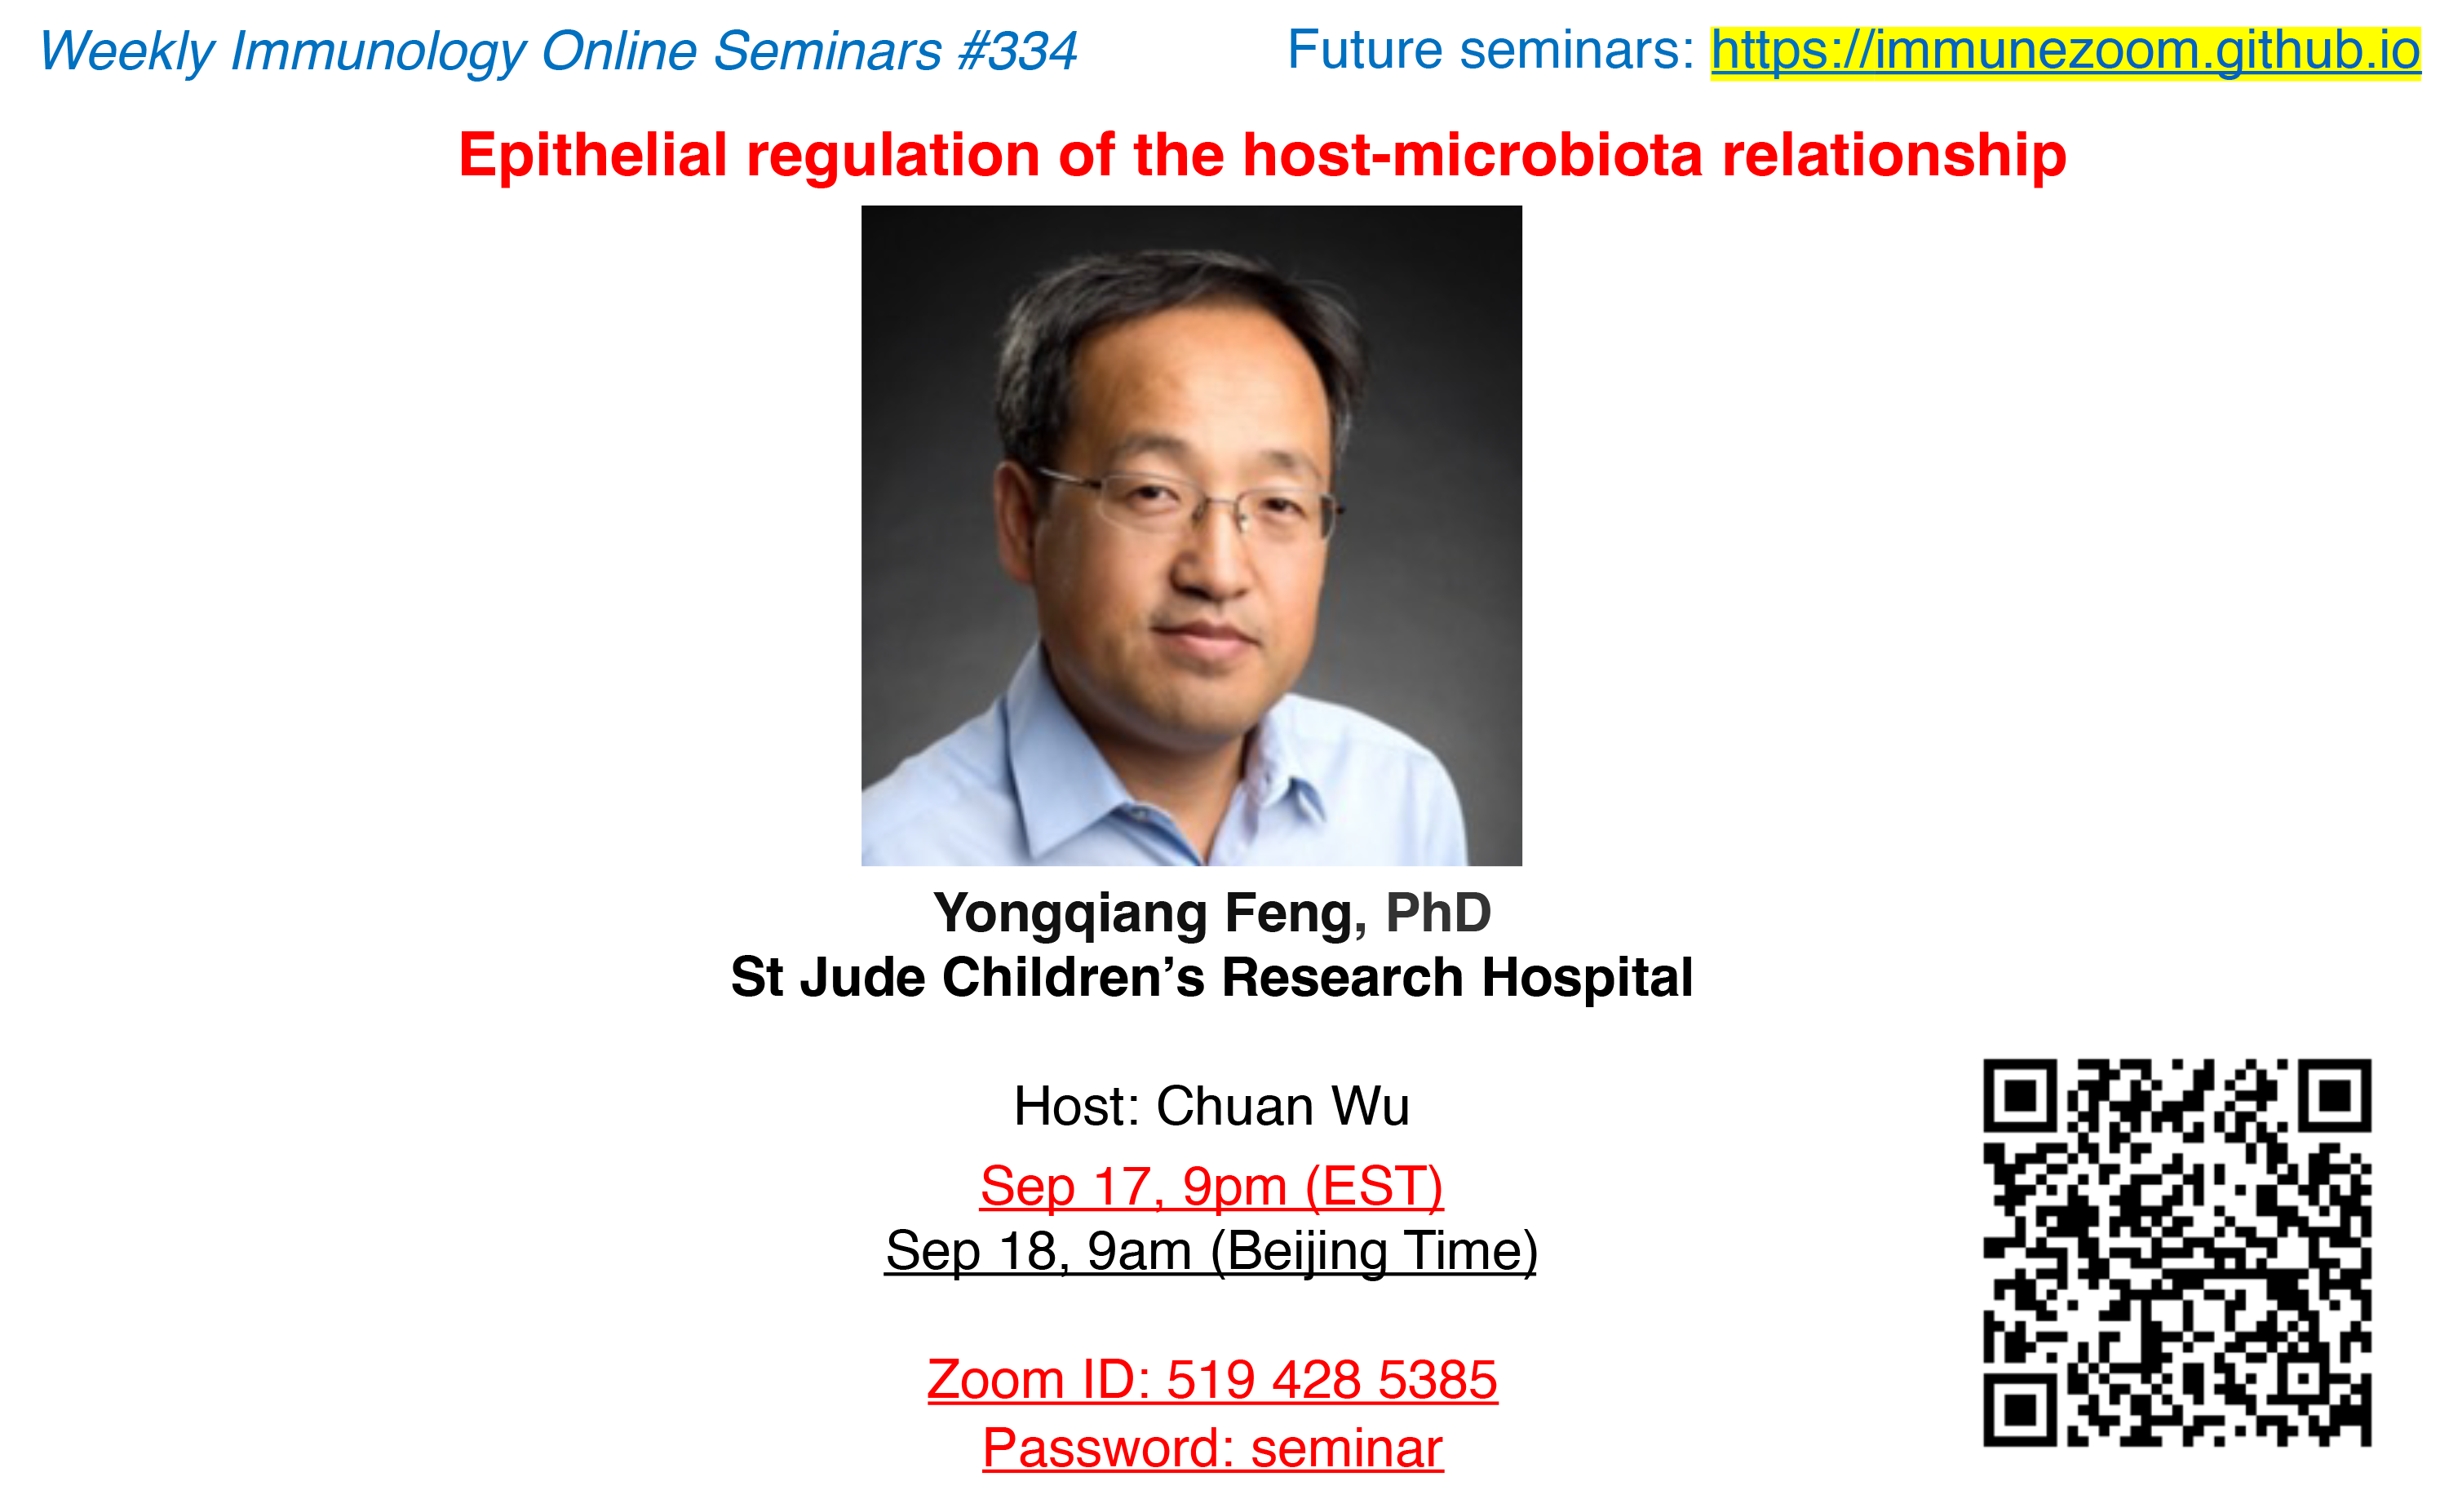 Weekly Immunology Online Seminars #334
Future seminars: https://immunezoom.github.io
Epithelial regulation of the host-microbiota relationship
Yongqiang Feng, PhD
St Jude Children’s Research Hospital
Host: Chuan Wu
Sep 17, 9pm (EST)
Sep 18, 9am (Beijing Time)
Zoom ID: 519 428 5385
Password: seminar